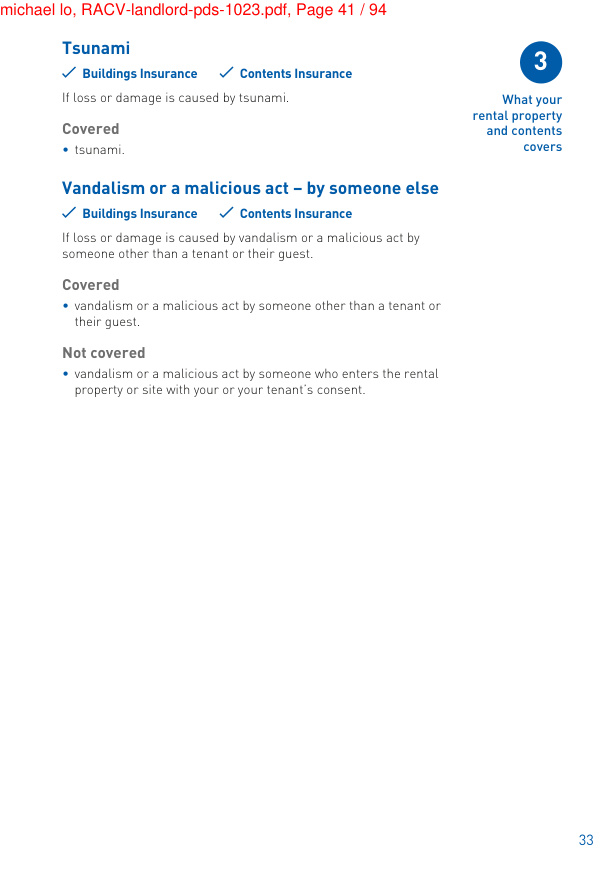 michael lo, RACV-landlord-pds-1023.pdf, Page 41 / 94
Tsunami
✓ Buildings Insurance ✓ Contents Insurance
If loss or damage is caused by tsunami.
Covered
• tsunami.
3
What your
rental property
and contents
covers
Vandalism or a malicious act – by someone else
✓ Buildings Insurance ✓ Contents Insurance
If loss or damage is caused by vandalism or a malicious act by
someone other than a tenant or their guest.
Covered
• vandalism or a malicious act by someone other than a tenant or
their guest.
Not covered
• vandalism or a malicious act by someone who enters the rental
property or site with your or your tenant's consent.
33